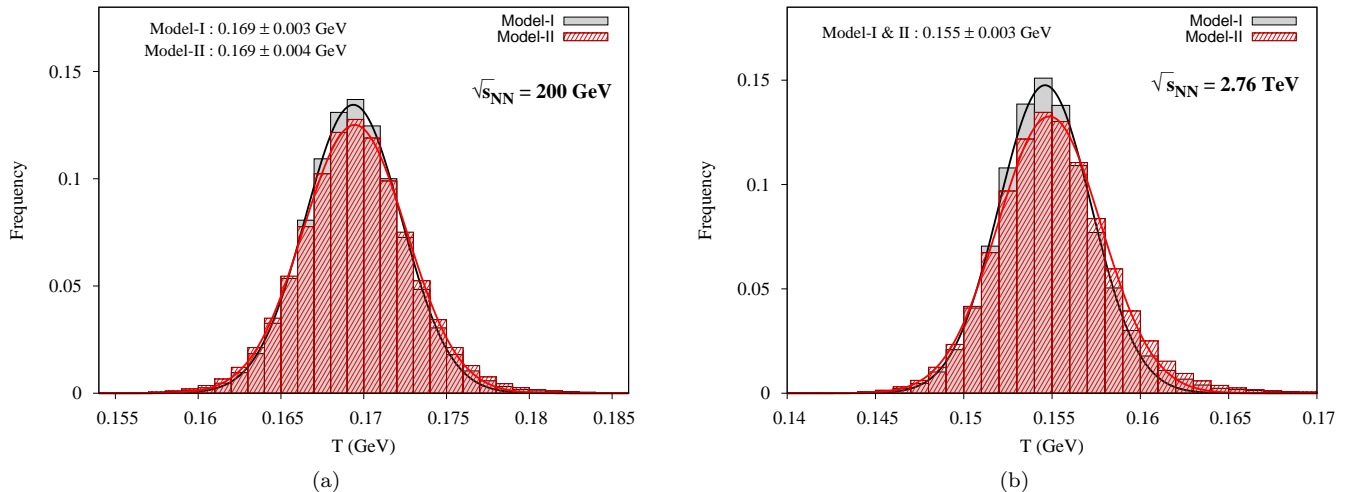 Model-I : 0.169 ± 0.003 GeV
Model-II : 0.169 ± 0.004 GeV
Model-I
Model-II
√sNN = 200 GeV
Frequency
0.15
0.1
0.05
0
0.155 0.16 0.165 0.17 0.175 0.18 0.185
T (GeV)
(a)
Model-I & II : 0.155 ± 0.003 GeV
Model-I
Model-II
√sNN = 2.76 TeV
Frequency
0.15
0.1
0.05
0
0.14 0.145 0.15 0.155 0.16 0.165 0.17
T (GeV)
(b)